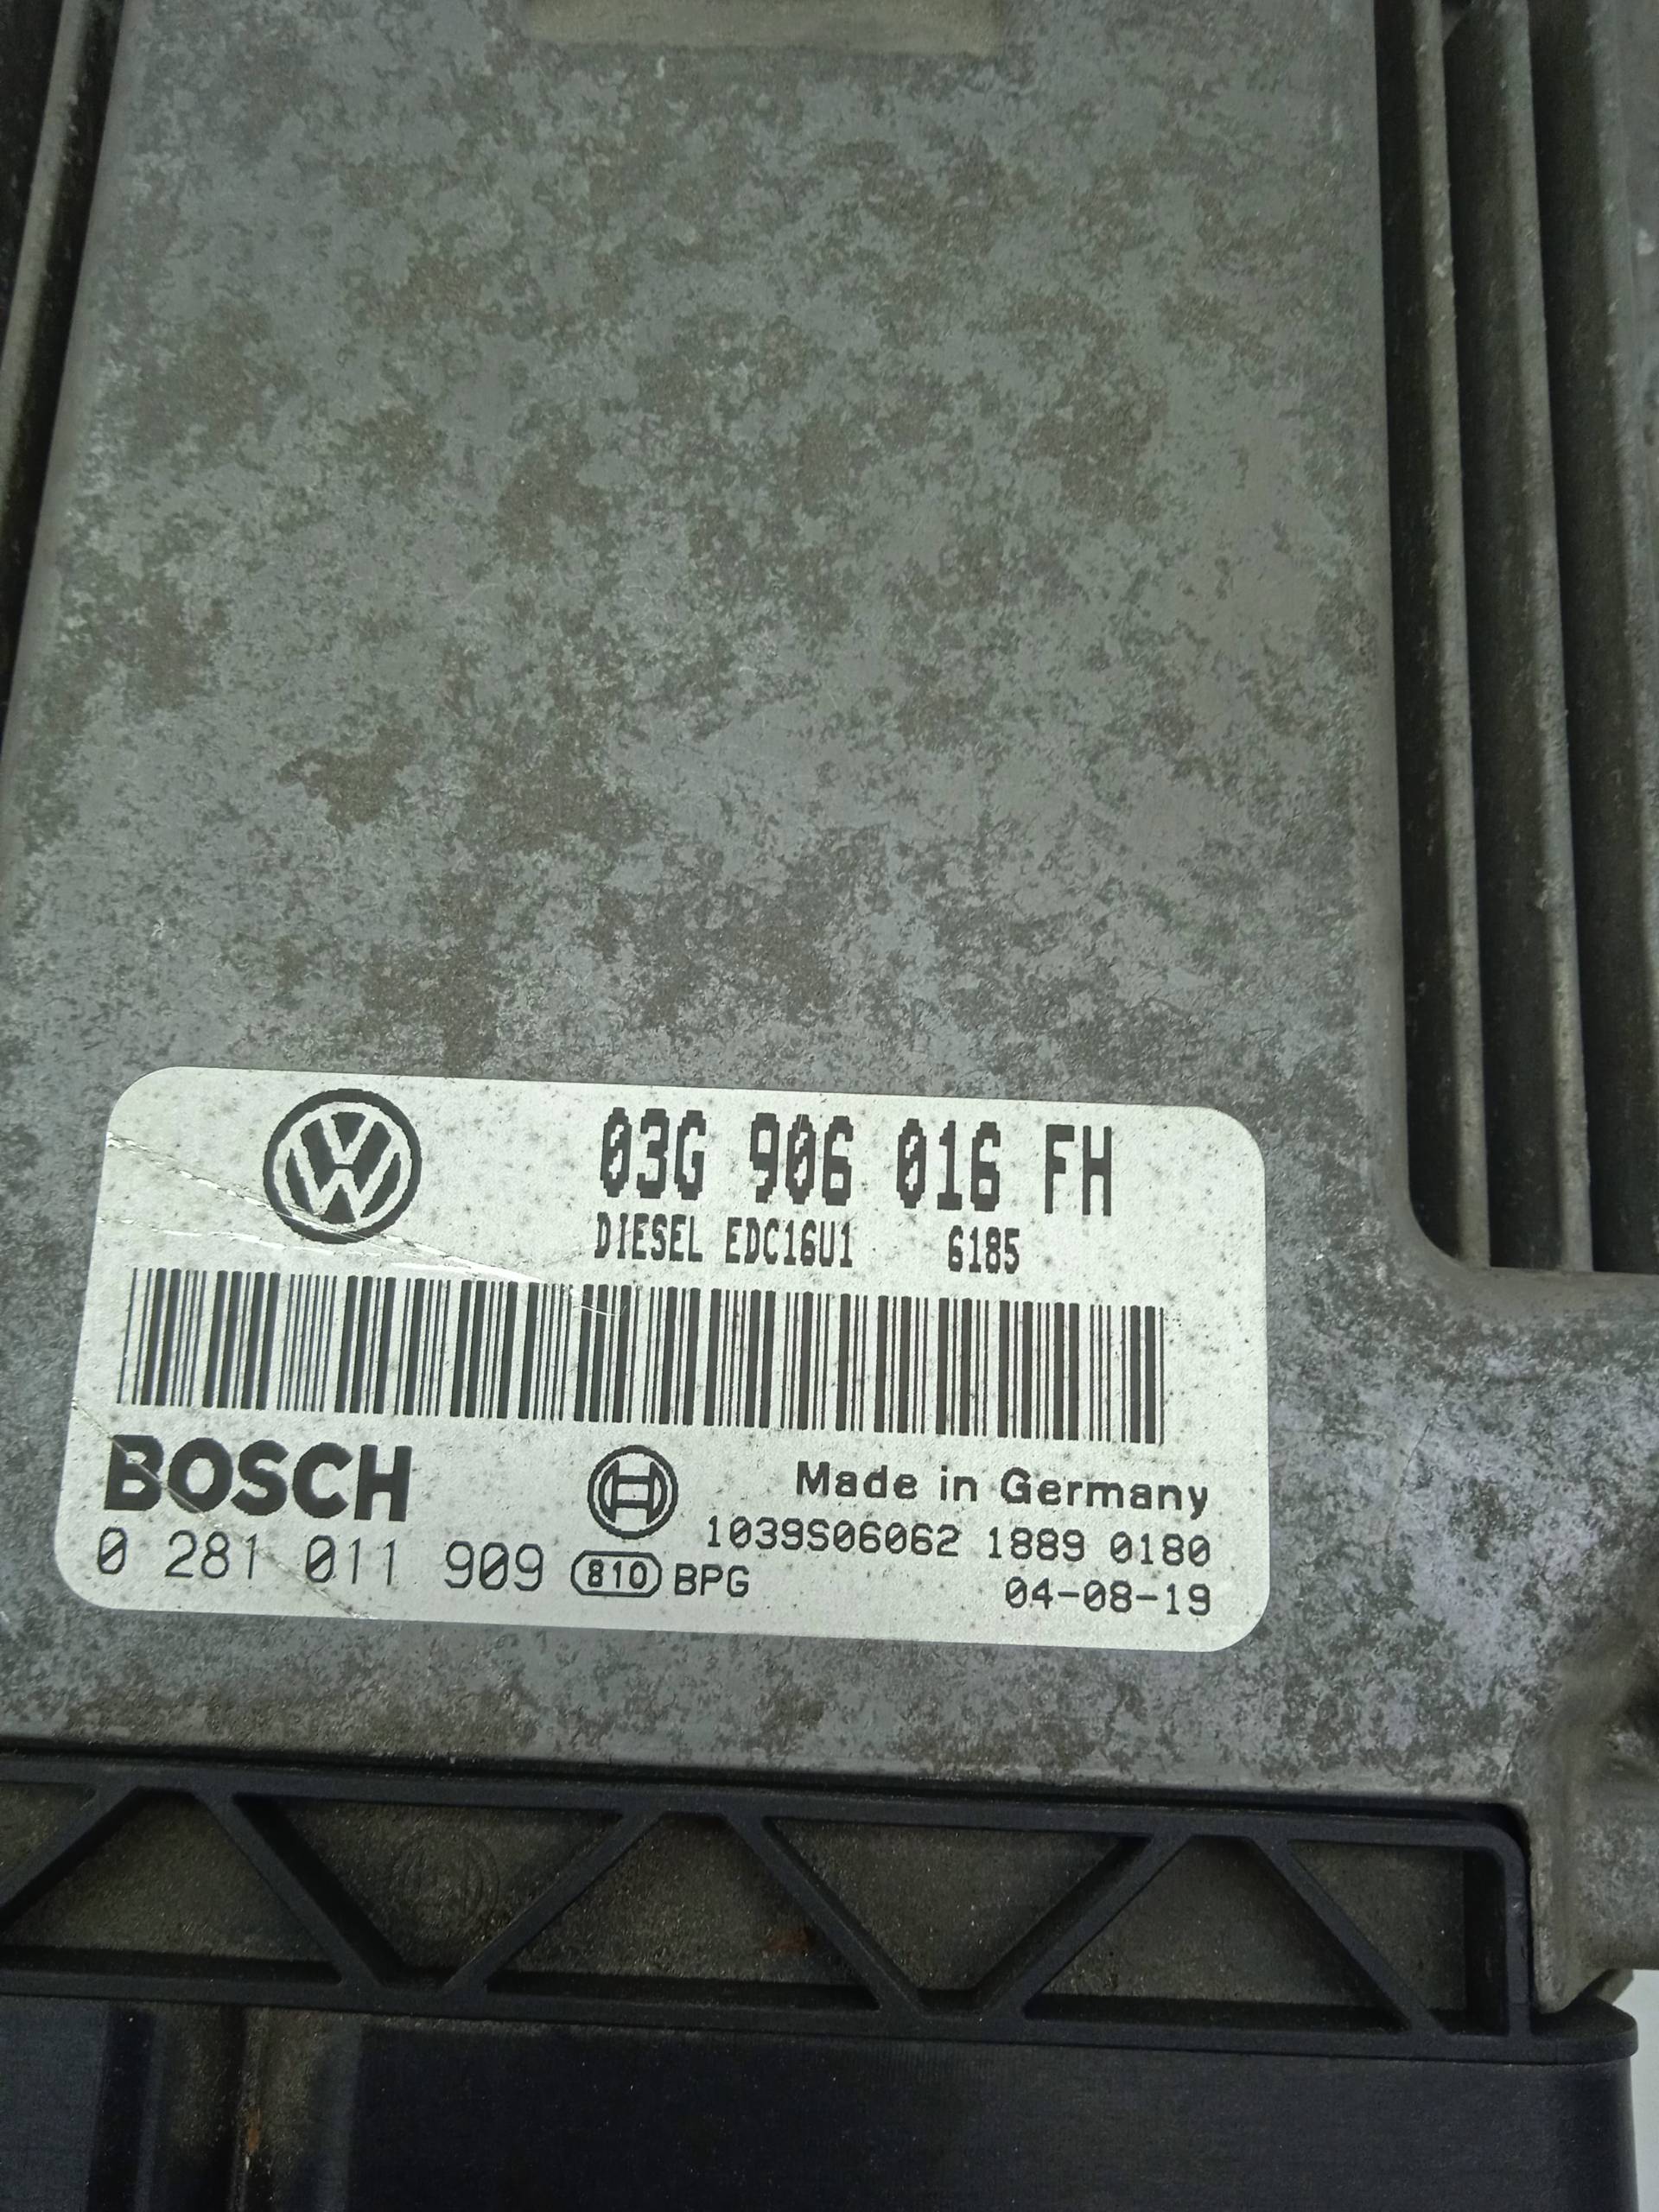 03G 906 016 FH
DIESEL EDC16U1 6185
BOSCH
Made in Germany
1039S06062 1889 0180
0 281 011 909 810 BPG
04-08-19